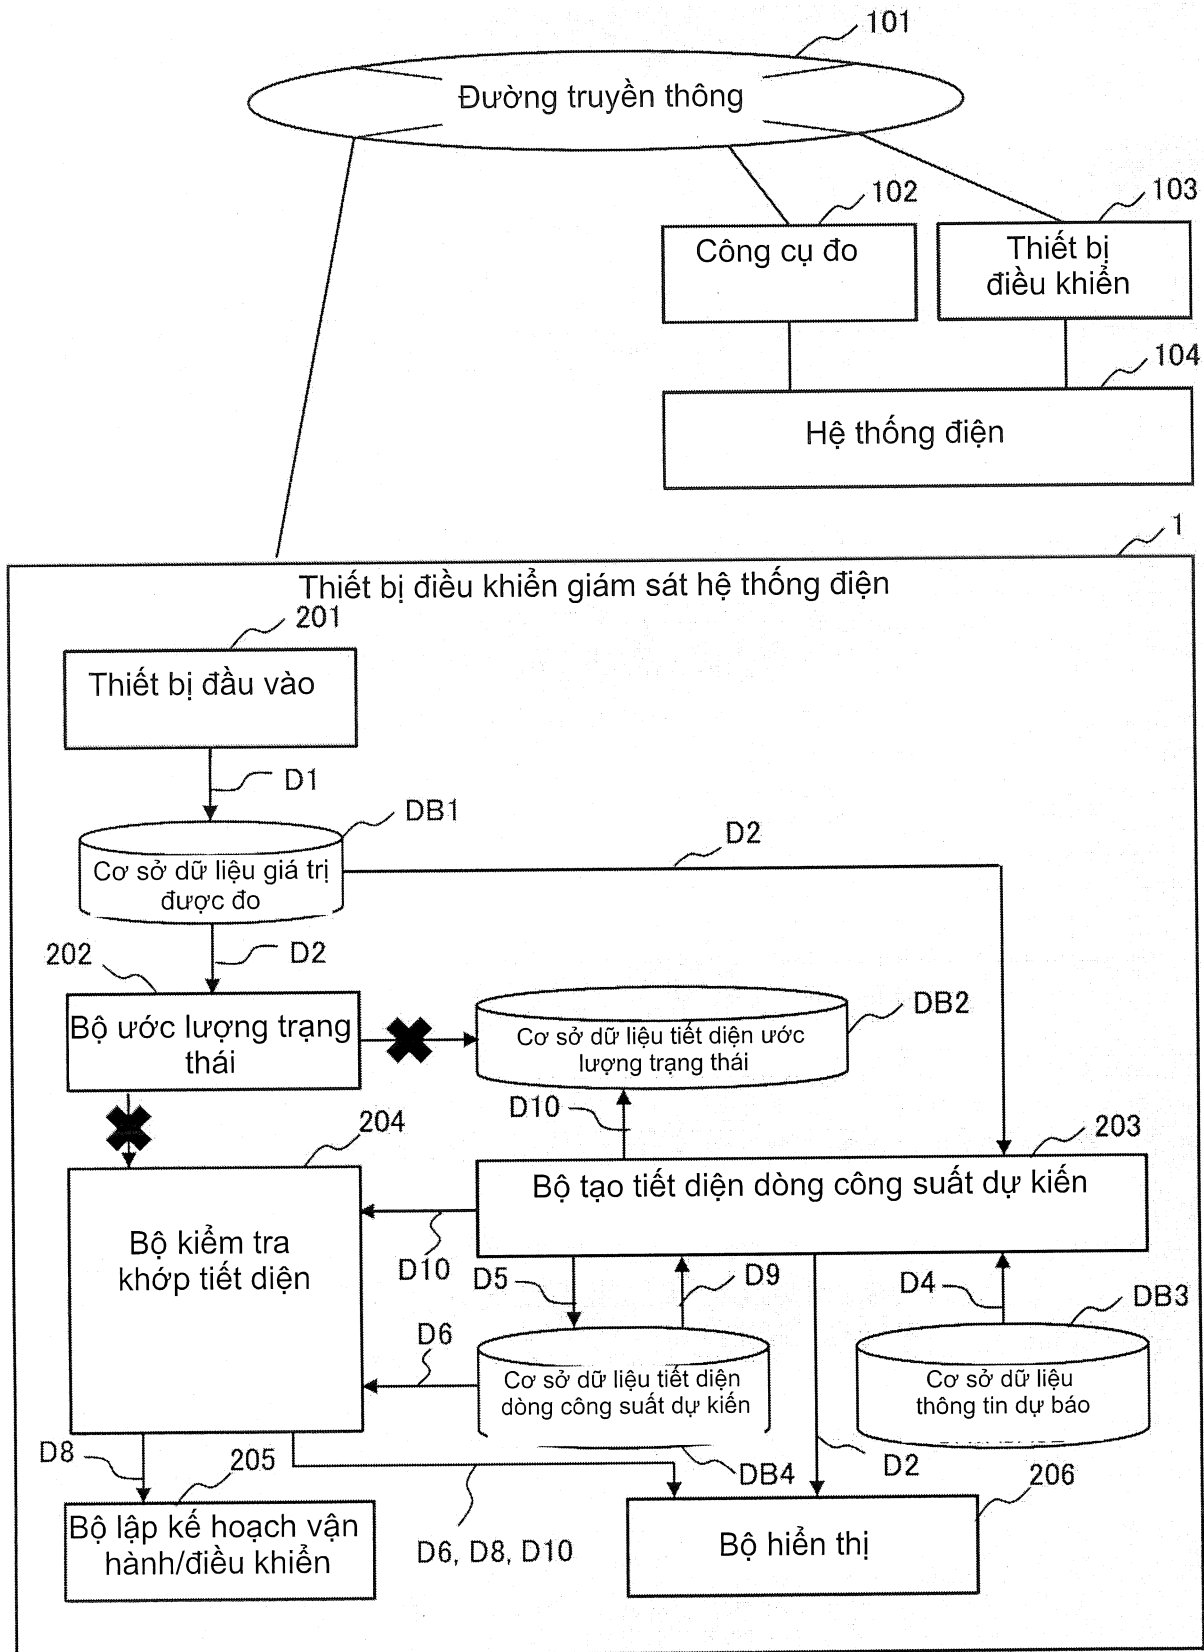 101
Đường truyền thông
102
103
Công cụ đo
Thiết bị
điều khiển
104
Hệ thống điện
1
Thiết bị điều khiển giám sát hệ thống điện
201
Thiết bị đầu vào
D1
DB1
D2
Cơ sở dữ liệu giá trị
được đo
202
D2
DB2
Bộ ước lượng trạng
thái
Cơ sở dữ liệu tiết diện ước
lượng trạng thái
D10
204
203
Bộ tạo tiết diện dòng công suất dự kiến
Bộ kiểm tra
khớp tiết diện
D10
D5
D9
D4
DB3
D6
Cơ sở dữ liệu tiết diện
dòng công suất dự kiến
Cơ sở dữ liệu
thông tin dự báo
D8
205
DB4
D2
206
Bộ lập kế hoạch vận
hành/điều khiển
D6, D8, D10
Bộ hiển thị